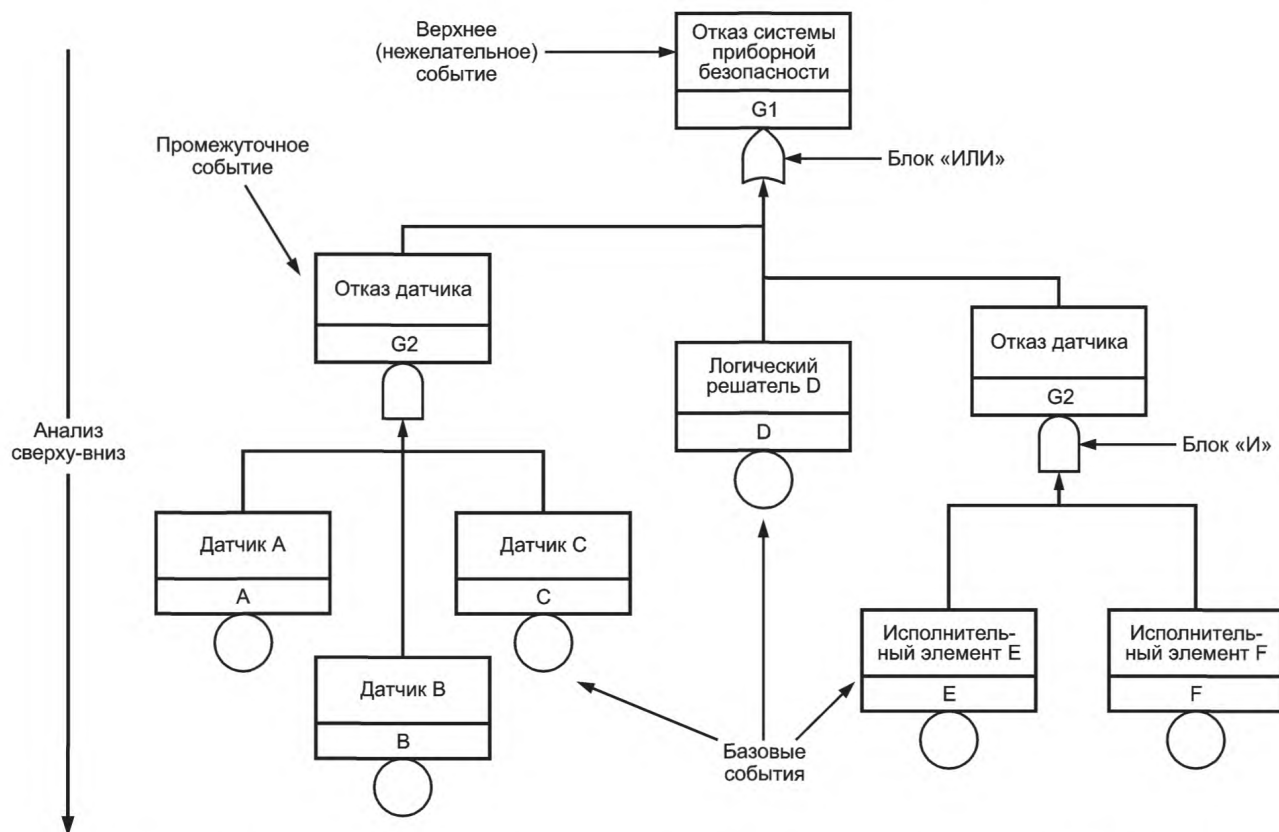 Верхнее
(нежелательное)
событие
Отказ системы
приборной
безопасности
G1
Блок «ИЛИ»
Промежуточное
событие
Отказ датчика
G2
Логический
решатель D
D
Отказ датчика
G2
Блок «И»
Анализ
сверху-вниз
Датчик A
A
Датчик C
C
Датчик B
B
Исполнитель-
ный элемент E
E
Исполнитель-
ный элемент F
F
Базовые
события